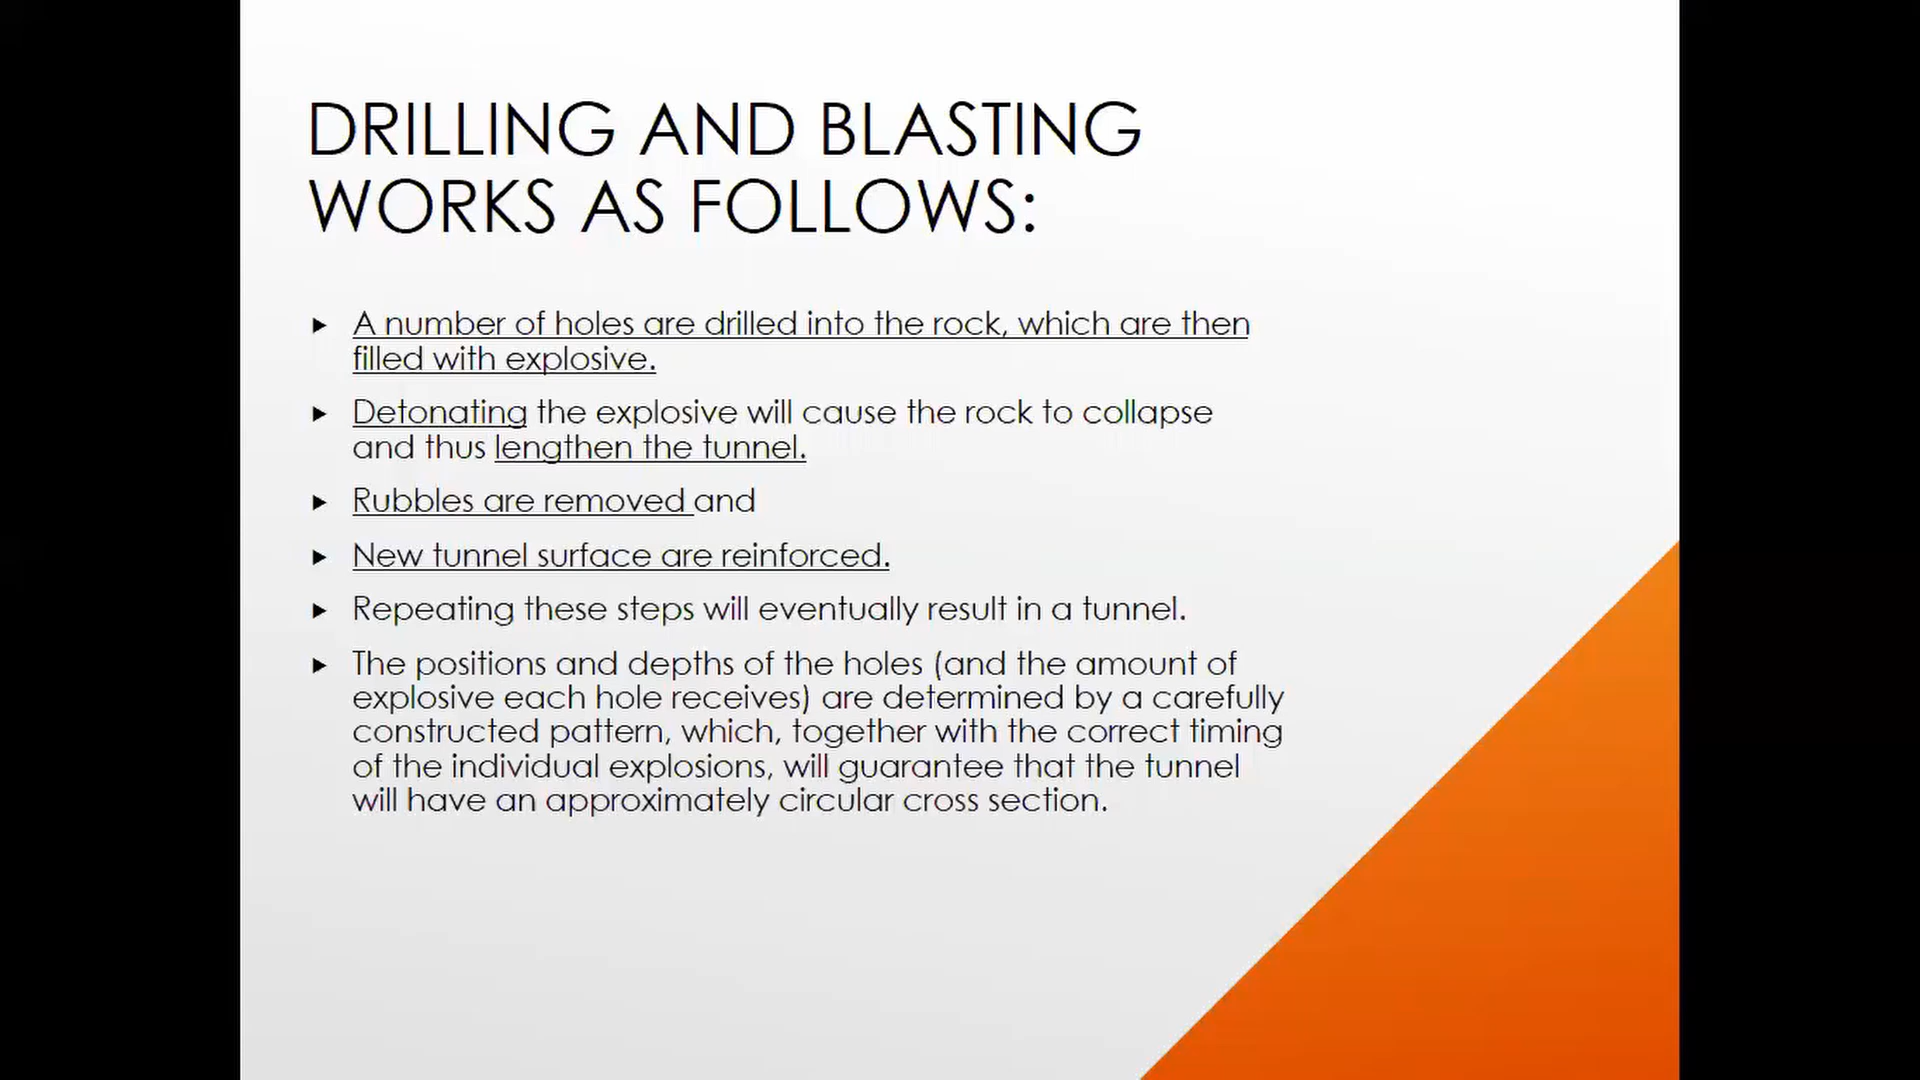 DRILLING AND BLASTING
WORKS AS FOLLOWS:
A number of holes are drilled into the rock, which are then
filled with explosive.
Detonating the explosive will cause the rock to collapse
and thus lengthen the tunnel.
Rubbles are removed and
New tunnel surface are reinforced.
Repeating these steps will eventually result in a tunnel.
The positions and depths of the holes (and the amount of
explosive each hole receives) are determined by a carefully
constructed pattern, which, together with the correct timing
of the individual explosions, will guarantee that the tunnel
will have an approximately circular cross section.